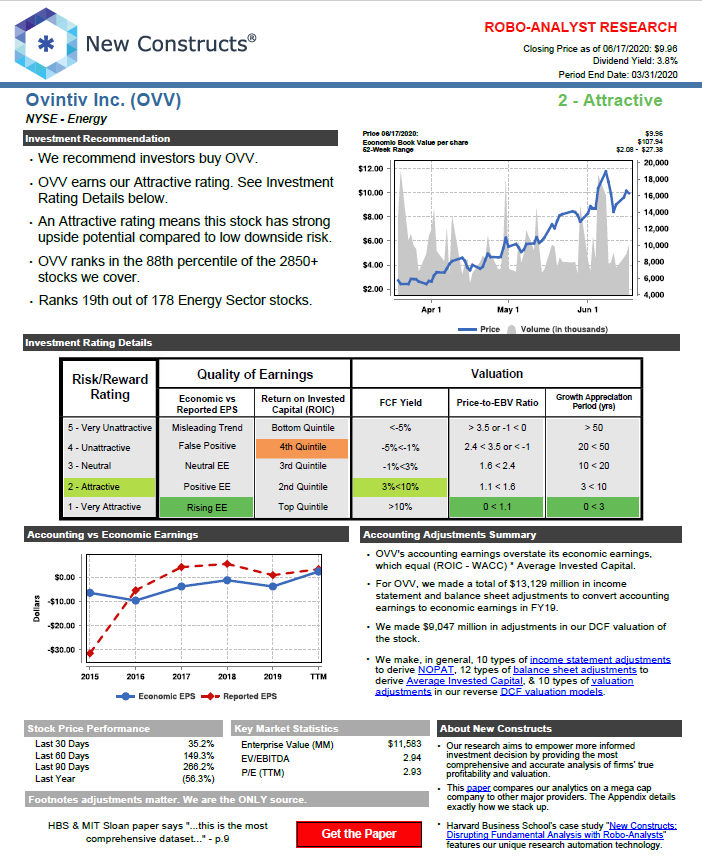 New Constructs®
ROBO-ANALYST RESEARCH
Closing Price as of 06/17/2020: $9.96
Dividend Yield: 3.8%
Period End Date: 03/31/2020
Ovintiv Inc. (OVV)
2 - Attractive
NYSE - Energy
Investment Recommendation
• We recommend investors buy OVV.
• OVV earns our Attractive rating. See Investment
Rating Details below.
• An Attractive rating means this stock has strong
upside potential compared to low downside risk.
• OVV ranks in the 88th percentile of the 2850+
stocks we cover.
• Ranks 19th out of 178 Energy Sector stocks.
Price 06/17/2020: $9.96
Economic Book Value per share $107.94
52-Week Range $2.08 - $27.38
$12.00
$10.00
$8.00
$6.00
$4.00
$2.00
20,000
18,000
16,000
14,000
12,000
10,000
8,000
6,000
4,000
Apr 1 May 1 Jun 1
Price Volume (in thousands)
Investment Rating Details
Risk/Reward
Rating
Quality of Earnings
Valuation
Economic vs
Reported EPS
Return on Invested
Capital (ROIC)
FCF Yield
Price-to-EBV Ratio
Growth Appreciation
Period (yrs)
5 - Very Unattractive Misleading Trend Bottom Quintile <-5% > 3.5 or -1 < 0 > 50
4 - Unattractive False Positive 4th Quintile -5%<-1% 2.4 < 3.5 or < -1 20 < 50
3 - Neutral Neutral EE 3rd Quintile -1%<3% 1.6 < 2.4 10 < 20
2 - Attractive Positive EE 2nd Quintile 3%<10% 1.1 < 1.6 3 < 10
1 - Very Attractive Rising EE Top Quintile >10% 0 < 1.1 0 < 3
Accounting vs Economic Earnings
Dollars
$0.00
-$10.00
-$20.00
-$30.00
2015 2016 2017 2018 2019 TTM
Economic EPS Reported EPS
Accounting Adjustments Summary
• OVV's accounting earnings overstate its economic earnings,
which equal (ROIC - WACC) * Average Invested Capital.
• For OVV, we made a total of $13,129 million in income
statement and balance sheet adjustments to convert accounting
earnings to economic earnings in FY19.
• We made $9,047 million in adjustments in our DCF valuation of
the stock.
• We make, in general, 10 types of income statement adjustments
to derive NOPAT, 12 types of balance sheet adjustments to
derive Average Invested Capital, & 10 types of valuation
adjustments in our reverse DCF valuation models.
Stock Price Performance
Last 30 Days 35.2%
Last 60 Days 149.3%
Last 90 Days 266.2%
Last Year (56.3%)
Key Market Statistics
Enterprise Value (MM) $11,583
EV/EBITDA 2.94
P/E (TTM) 2.93
Footnotes adjustments matter. We are the ONLY source.
HBS & MIT Sloan paper says "...this is the most
comprehensive dataset..." - p.9
Get the Paper
About New Constructs
• Our research aims to empower more informed
investment decision by providing the most
comprehensive and accurate analysis of firms' true
profitability and valuation.
• This paper compares our analytics on a mega cap
company to other major providers. The Appendix details
exactly how we stack up.
• Harvard Business School's case study "New Constructs:
Disrupting Fundamental Analysis with Robo-Analysts"
features our unique research automation technology.